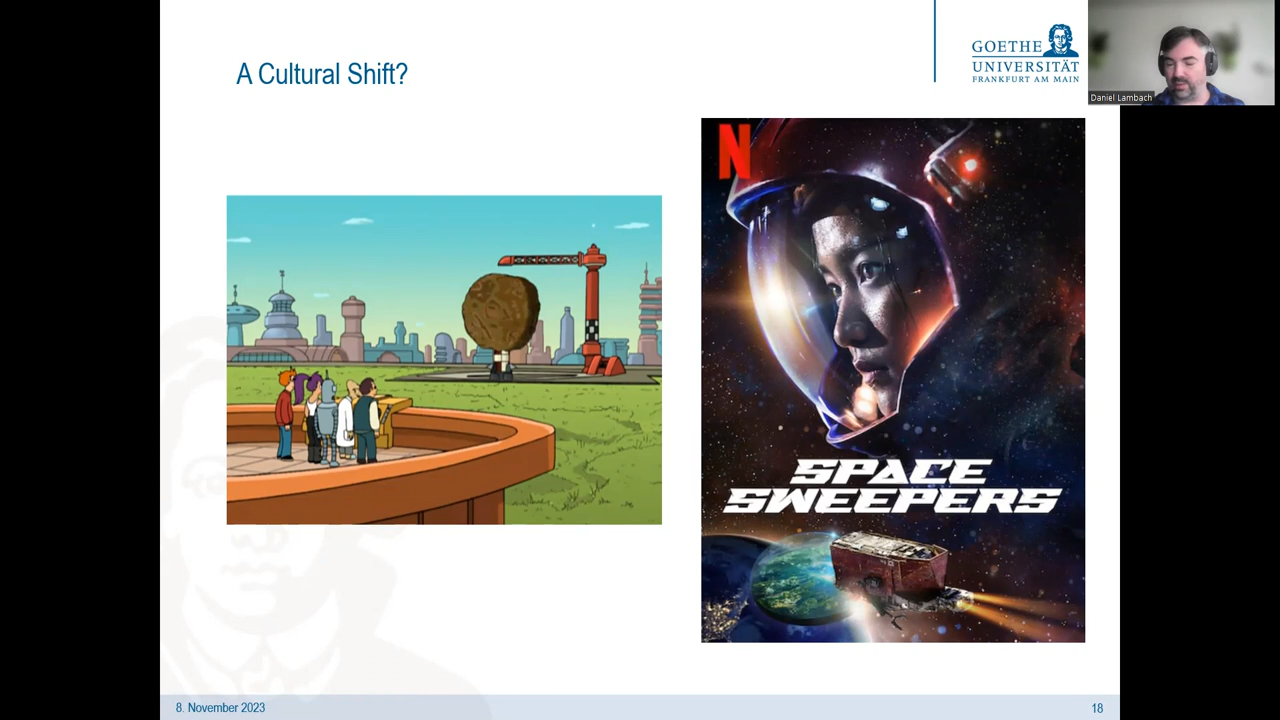 A Cultural Shift?
GOETHE
UNIVERSITÄT
FRANKFURT AM MAIN
Daniel Lambach
N
SPACE
SWEEPERS
8. November 2023
18